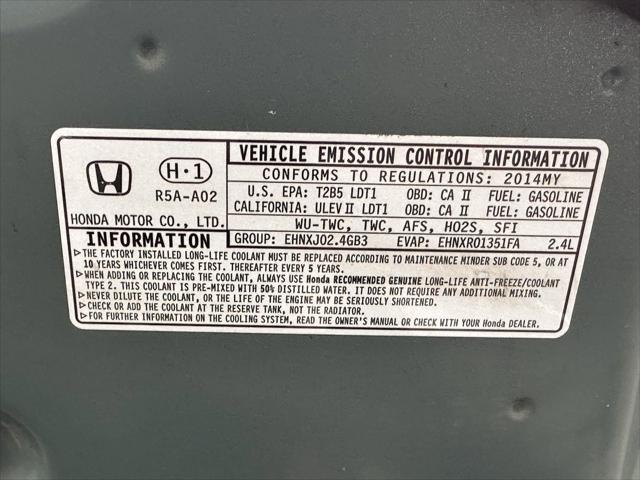 H·1
R5A-A02
HONDA MOTOR CO., LTD.
VEHICLE EMISSION CONTROL INFORMATION
CONFORMS TO REGULATIONS: 2014MY
U.S. EPA: T2B5 LDT1 OBD: CA II FUEL: GASOLINE
CALIFORNIA: ULEV II LDT1 OBD: CA II FUEL: GASOLINE
WU-TWC, TWC, AFS, HO2S, SFI
GROUP: EHNXJ02.4GB3 EVAP: EHNXR01351FA 2.4L
INFORMATION
▷THE FACTORY INSTALLED LONG-LIFE COOLANT MUST BE REPLACED ACCORDING TO MAINTENANCE MINDER SUB CODE 5, OR AT
10 YEARS WHICHEVER COMES FIRST. THEREAFTER EVERY 5 YEARS.
▷WHEN ADDING OR REPLACING THE COOLANT, ALWAYS USE Honda RECOMMENDED GENUINE LONG-LIFE ANTI-FREEZE/COOLANT
TYPE 2. THIS COOLANT IS PRE-MIXED WITH 50% DISTILLED WATER. IT DOES NOT REQUIRE ANY ADDITIONAL MIXING.
▷NEVER DILUTE THE COOLANT, OR THE LIFE OF THE ENGINE MAY BE SERIOUSLY SHORTENED.
▷CHECK OR ADD THE COOLANT AT THE RESERVE TANK, NOT THE RADIATOR.
▷FOR FURTHER INFORMATION ON THE COOLING SYSTEM, READ THE OWNER'S MANUAL OR CHECK WITH YOUR Honda DEALER.